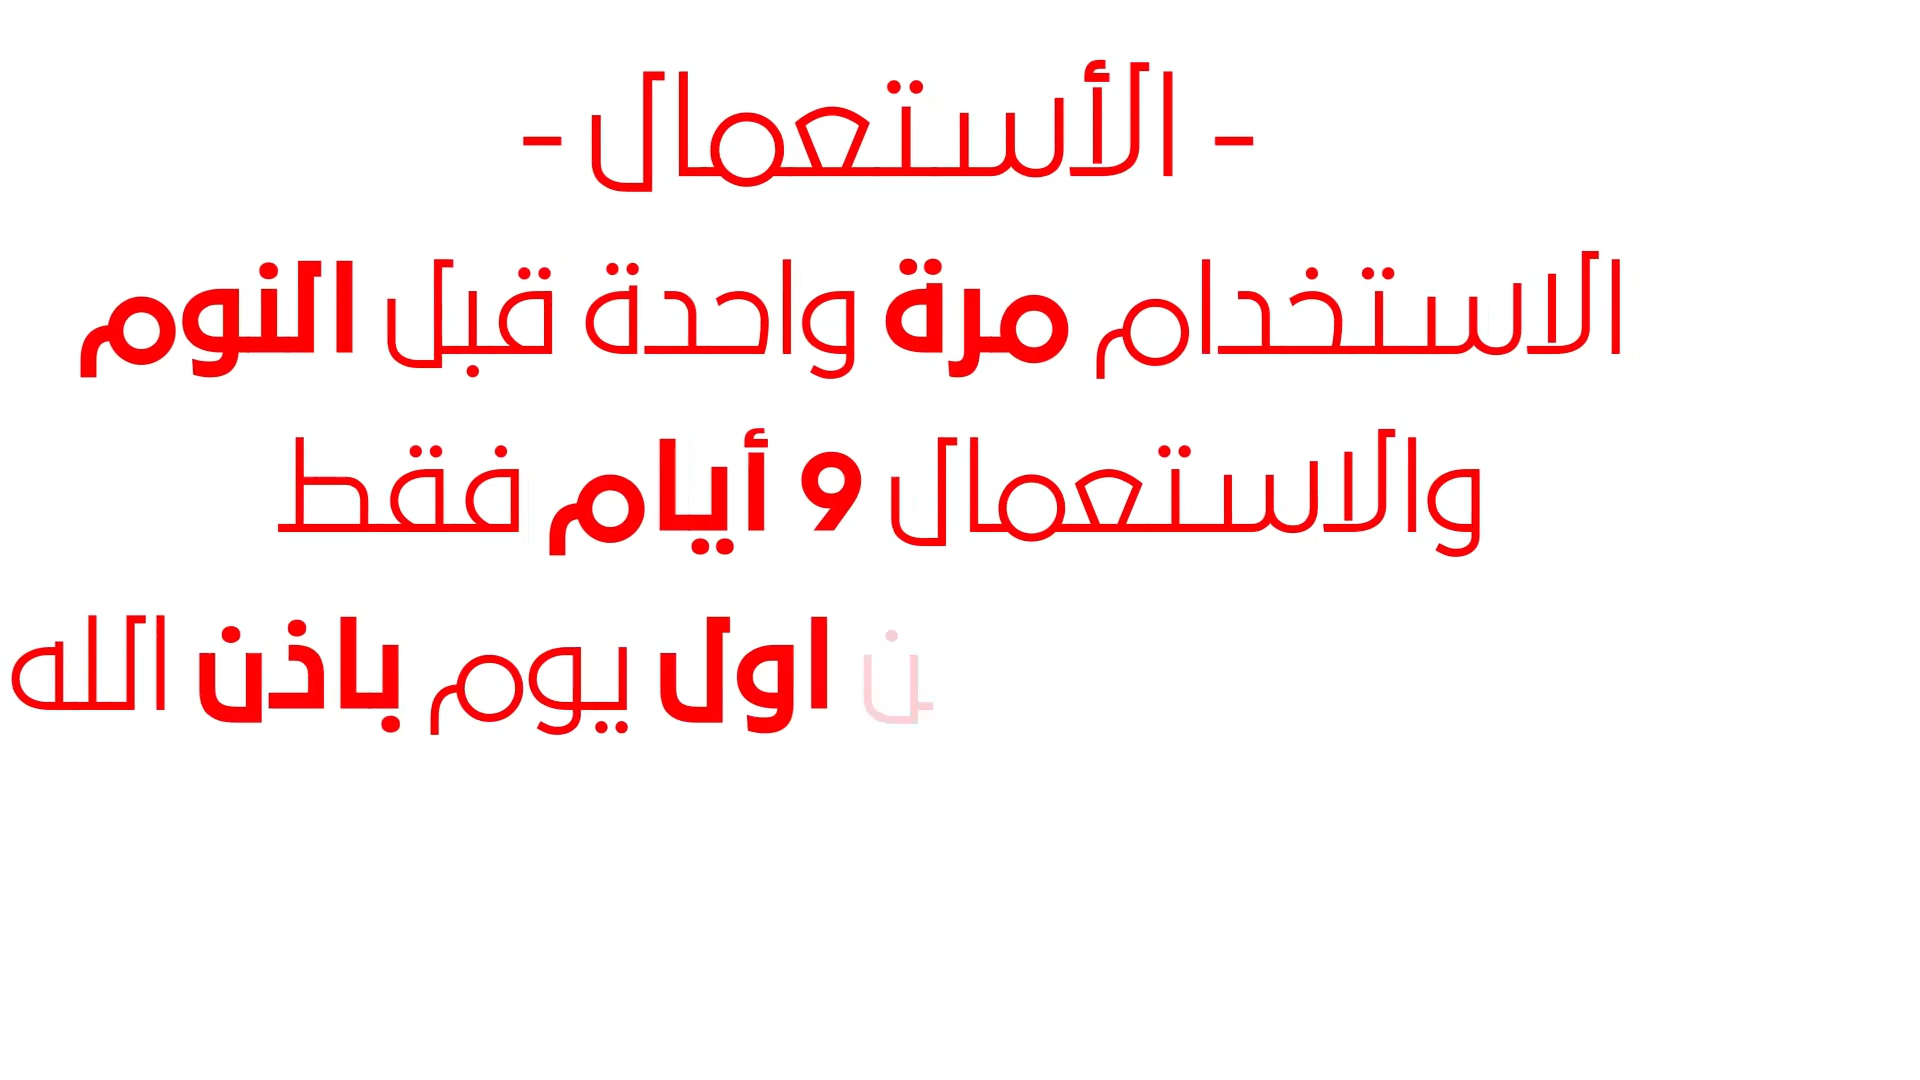 - الأستعمال -
الاستخدام مرة واحدة قبل النوم
والاستعمال 9 أيام فقط
اول يوم باذن الله